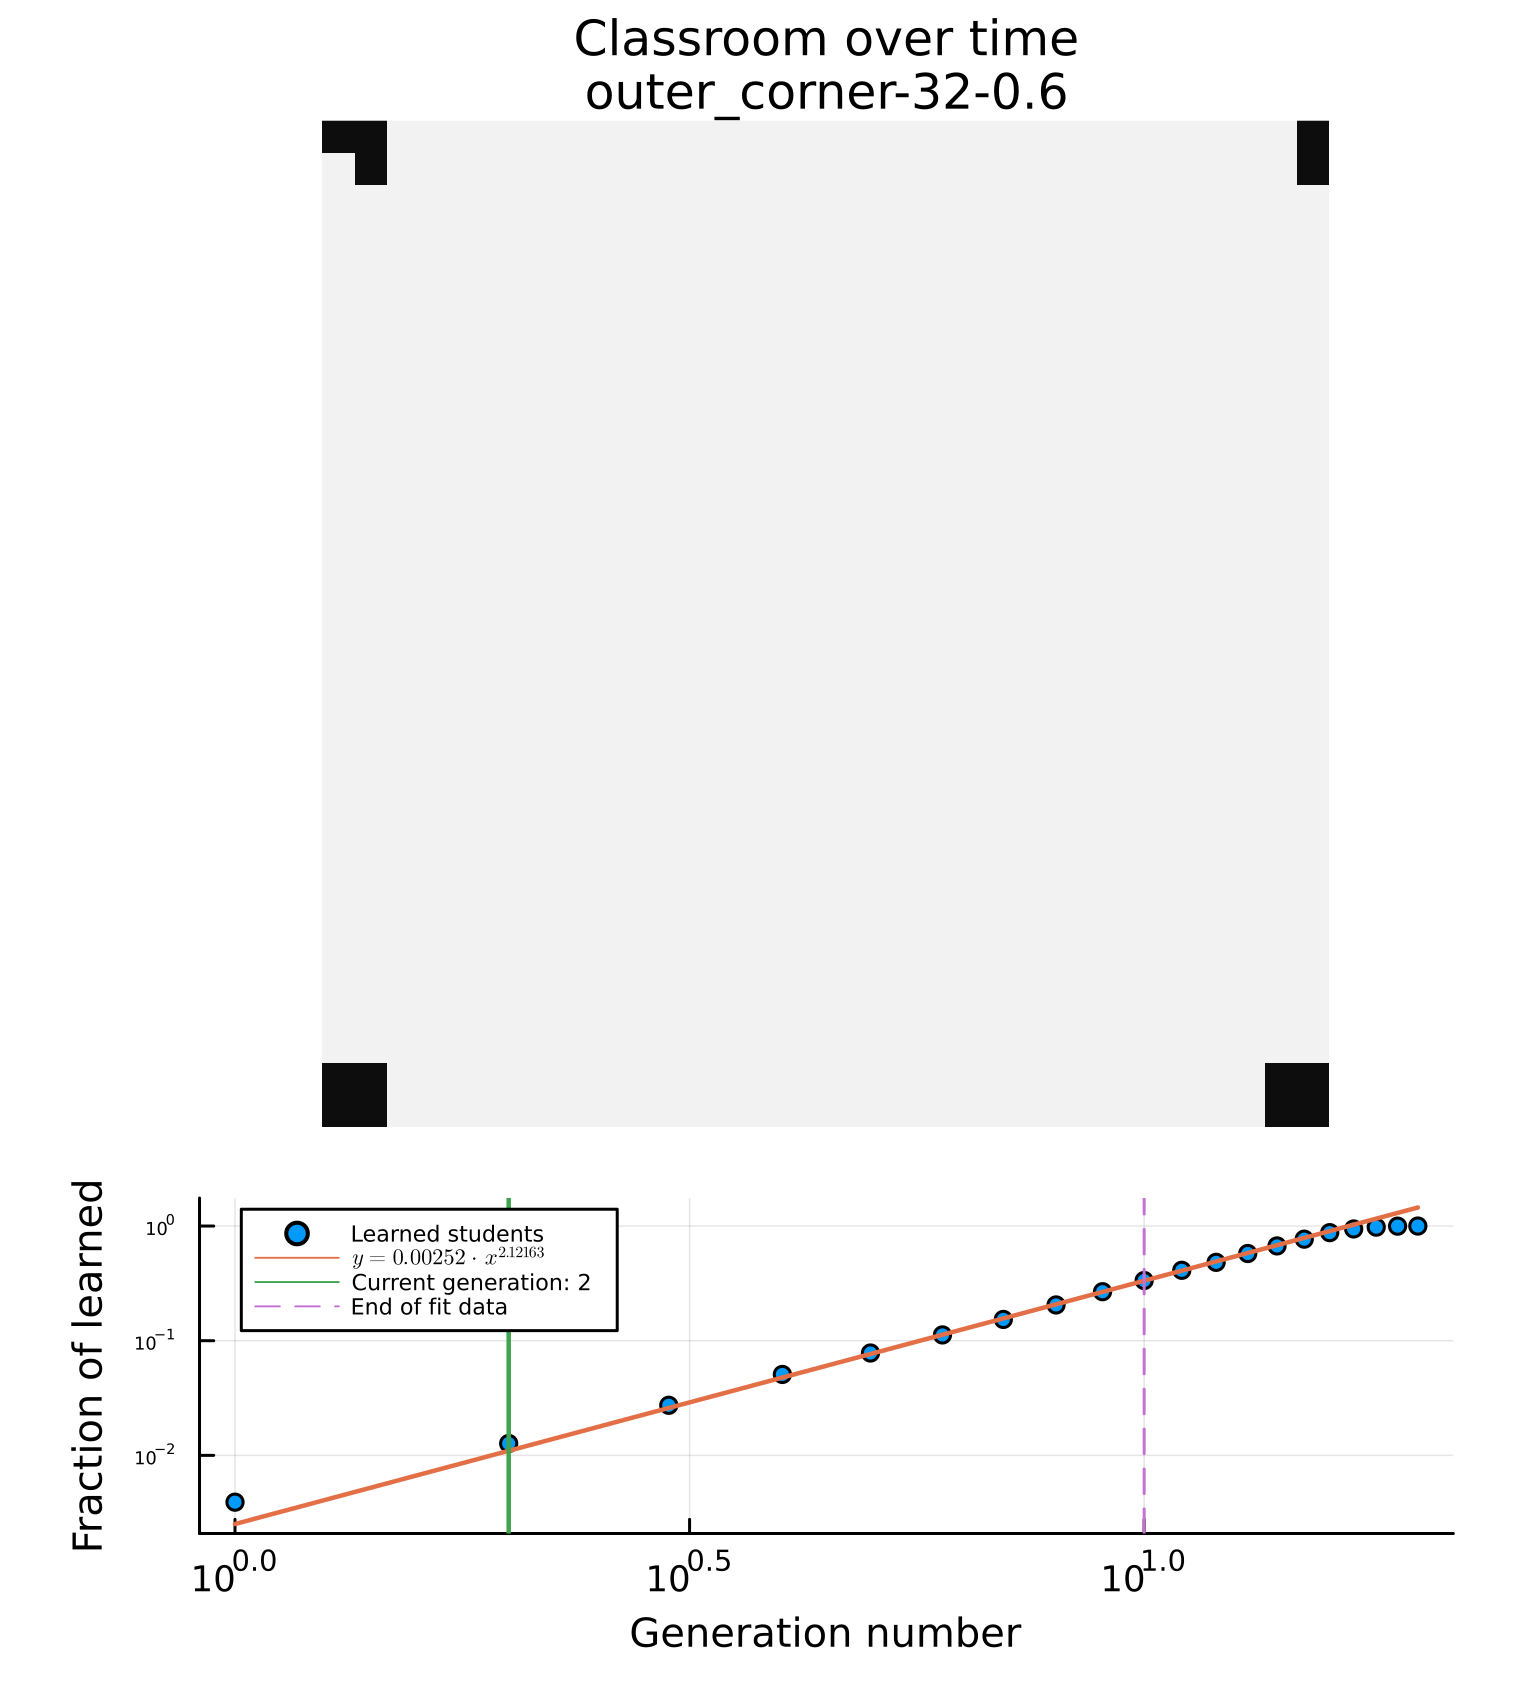 Classroom over time
outer_corner-32-0.6
Fraction of learned
10^0
10^−1
10^−2
Learned students
y = 0.00252 · x^2.12163
Current generation: 2
End of fit data
10^0.0 10^0.5 10^1.0
Generation number